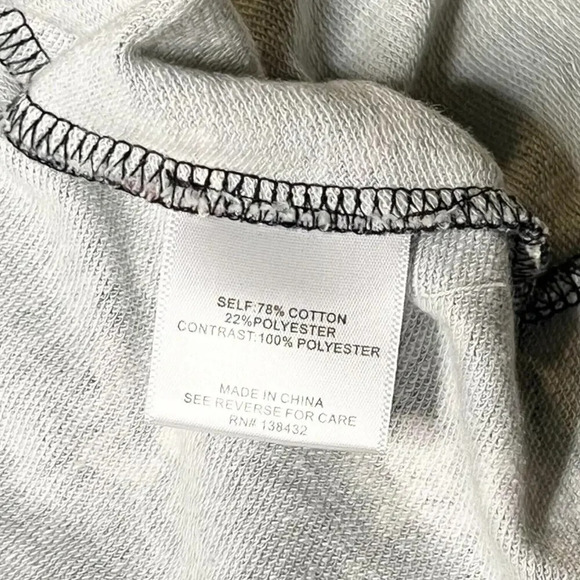 SELF:78% COTTON
22%POLYESTER
CONTRAST:100% POLYESTER
MADE IN CHINA
SEE REVERSE FOR CARE
RN# 138432